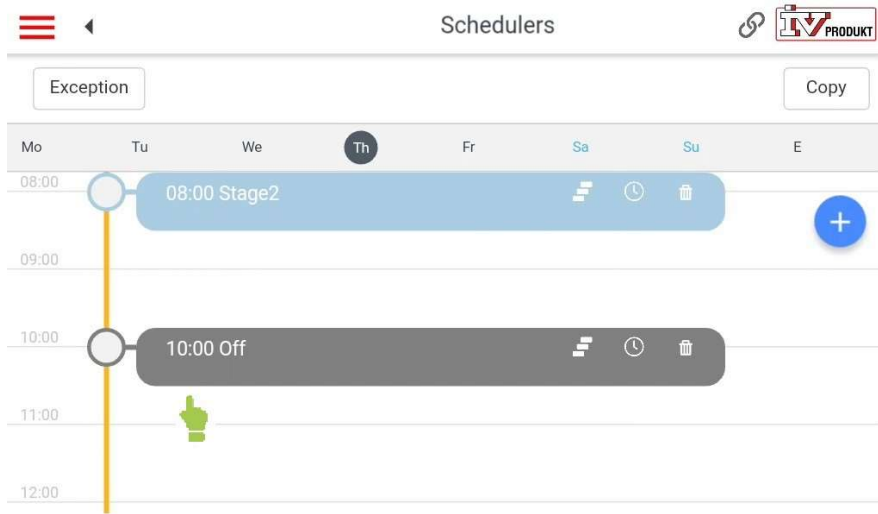 Schedulers
IV PRODUKT
Exception
Copy
Mo Tu We Th Fr Sa Su E
08:00
08:00 Stage2
09:00
10:00
10:00 Off
11:00
12:00